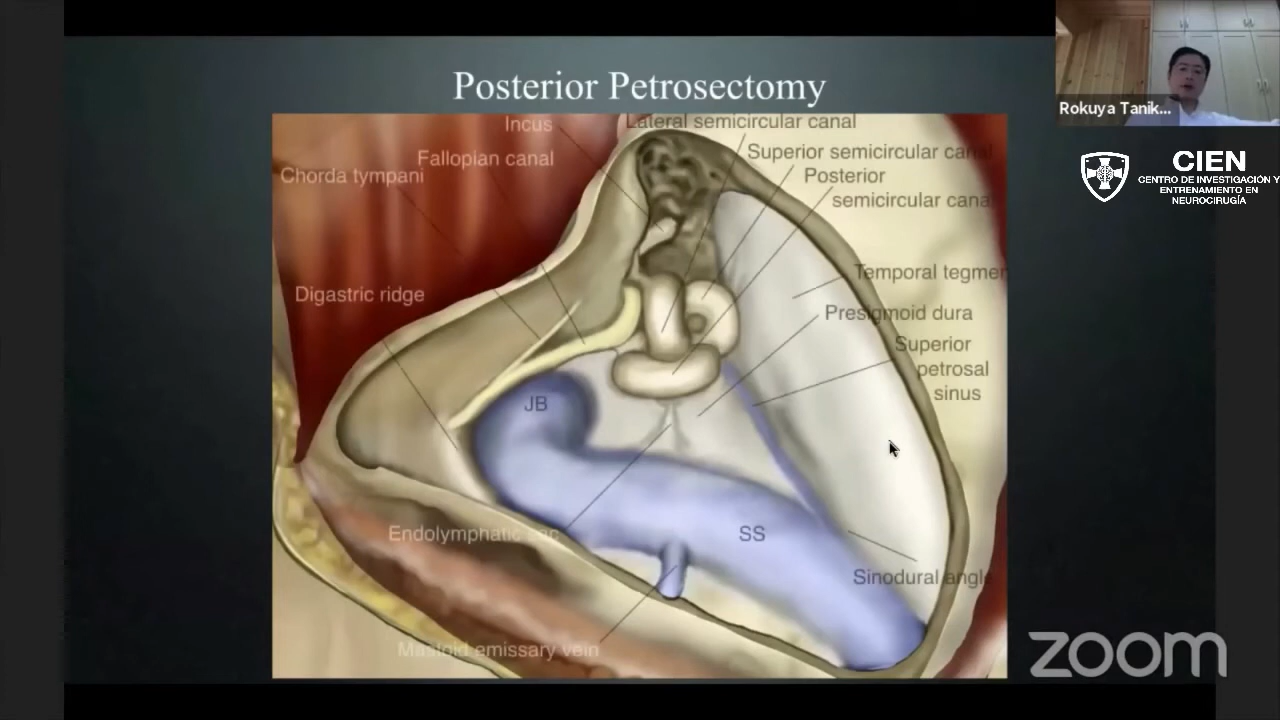 Posterior Petrosectomy
Incus
Lateral semicircular canal
Fallopian canal
Superior semicircular canal
Chorda tympani
Posterior
semicircular canal
Temporal tegmen
Digastric ridge
Presigmoid dura
Superior
petrosal
sinus
JB
Endolymphatic sac
SS
Sinodural angle
Mastoid emissary vein
Rokuya Tanik...
CIEN
CENTRO DE INVESTIGACIÓN Y
ENTRENAMIENTO EN
NEUROCIRUGÍA
zoom